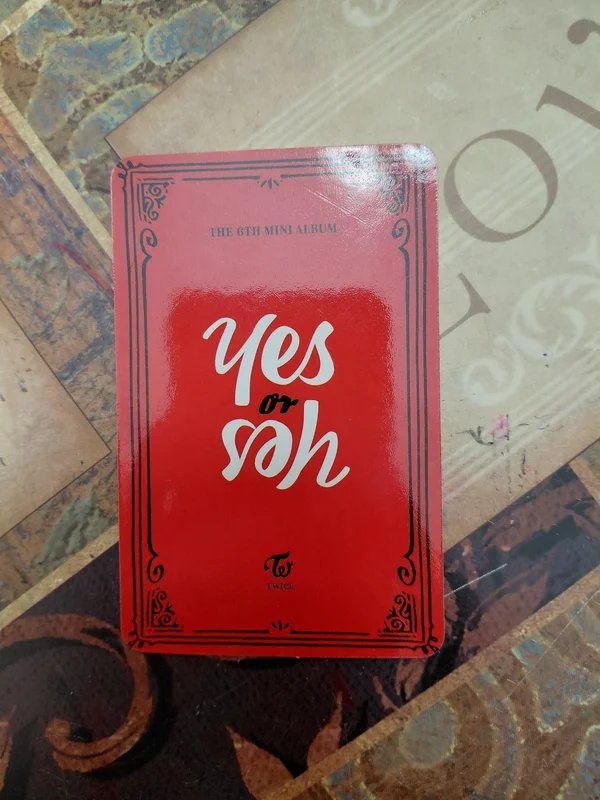 THE 6TH MINI ALBUM
Yes
or
Yes
TWICE